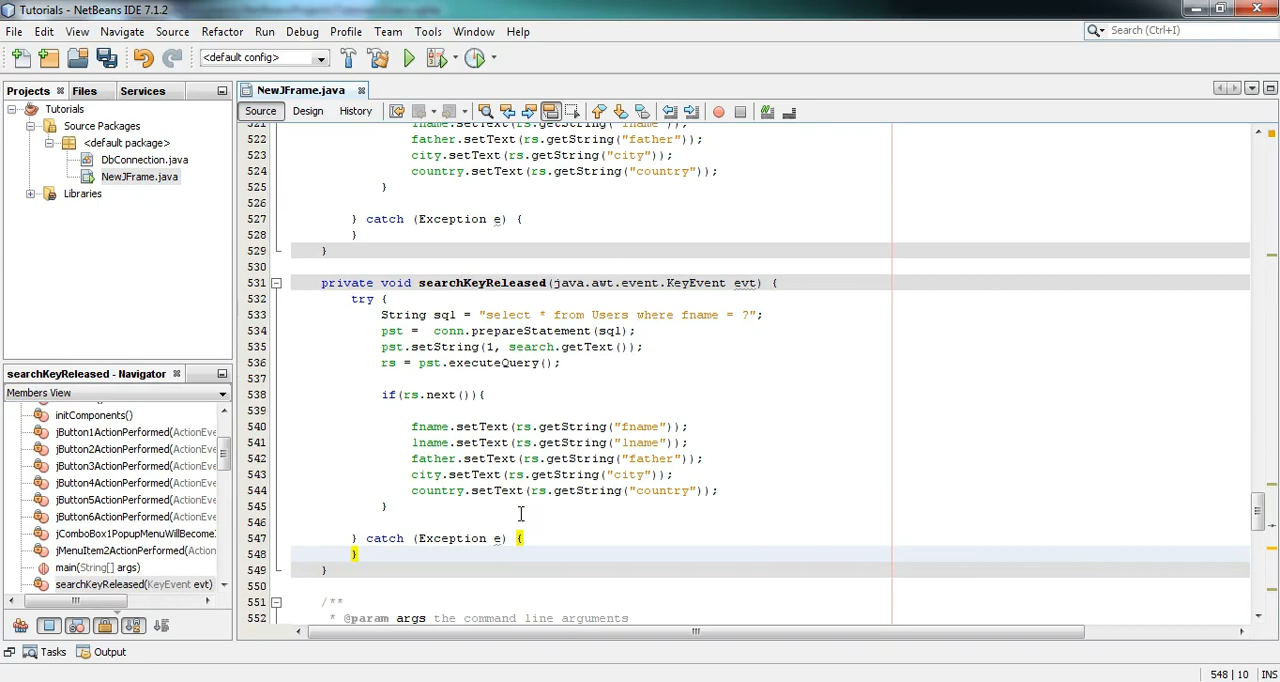 Tutorials - NetBeans IDE 7.1.2
File Edit View Navigate Source Refactor Run Debug Profile Team Tools Window Help
Search (Ctrl+I)
<default config>
Projects Files Services
NewJFrame.java
Source Design History
Tutorials
Source Packages
<default package>
DbConnection.java
NewJFrame.java
Libraries
searchKeyReleased - Navigator
Members View
initComponents()
jButton1ActionPerformed(ActionEve
jButton2ActionPerformed(ActionEve
jButton3ActionPerformed(ActionEve
jButton4ActionPerformed(ActionEve
jButton5ActionPerformed(ActionEve
jButton6ActionPerformed(ActionEve
jComboBox1PopupMenuWillBecomeI
jMenuItem2ActionPerformed(ActionE
main(String[] args)
searchKeyReleased(KeyEvent evt)
521 lname.setText(rs.getString("lname"));
522 father.setText(rs.getString("father"));
523 city.setText(rs.getString("city"));
524 country.setText(rs.getString("country"));
525 }
526
527 } catch (Exception e) {
528 }
529 }
530
531 private void searchKeyReleased(java.awt.event.KeyEvent evt) {
532 try {
533 String sql = "select * from Users where fname = ?";
534 pst = conn.prepareStatement(sql);
535 pst.setString(1, search.getText());
536 rs = pst.executeQuery();
537
538 if(rs.next()){
539
540 fname.setText(rs.getString("fname"));
541 lname.setText(rs.getString("lname"));
542 father.setText(rs.getString("father"));
543 city.setText(rs.getString("city"));
544 country.setText(rs.getString("country"));
545 }
546
547 } catch (Exception e) {
548 }
549 }
550
551 /**
552 * @param args the command line arguments
Tasks Output
548 | 10 INS